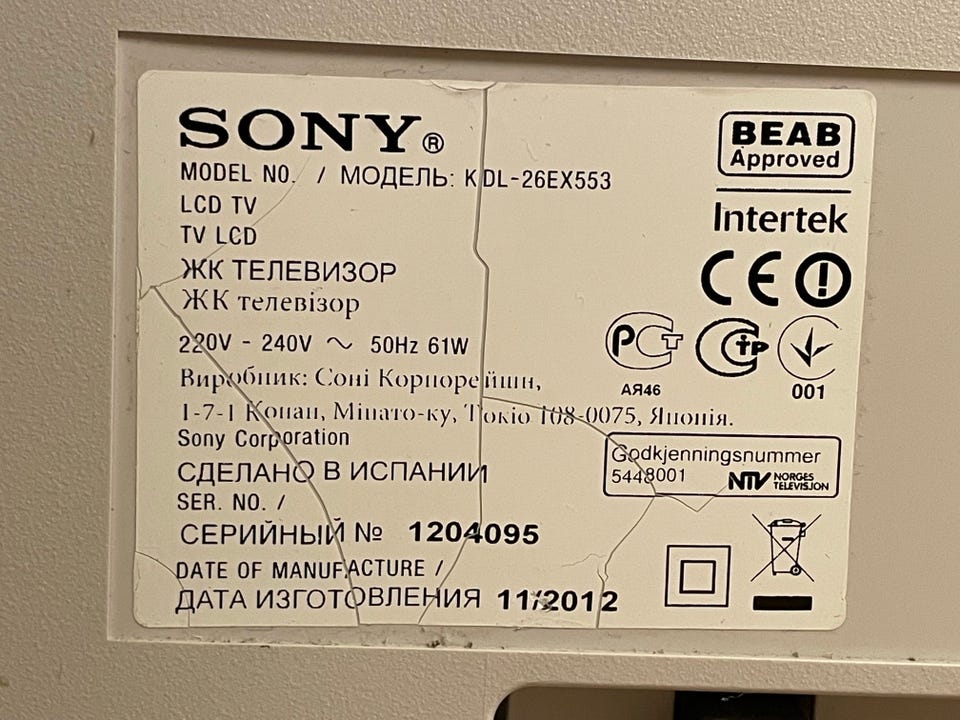 SONY®
MODEL NO. / МОДЕЛЬ: KDL-26EX553
LCD TV
TV LCD
ЖК ТЕЛЕВИЗОР
ЖК телевізор
220V - 240V ~ 50Hz 61W
Виробник: Соні Корпорейшн,
1-7-1 Конан, Мінато-ку, Токіо 108-0075, Японія.
Sony Corporation
СДЕЛАНО В ИСПАНИИ
SER. NO. /
СЕРИЙНЫЙ № 1204095
DATE OF MANUFACTURE /
ДАТА ИЗГОТОВЛЕНИЯ 11/2012
BEAB
Approved
Intertek
CE
РСТ
АЯ46
001
Godkjenningsnummer
5448001
NTV NORGES
TELEVISJON